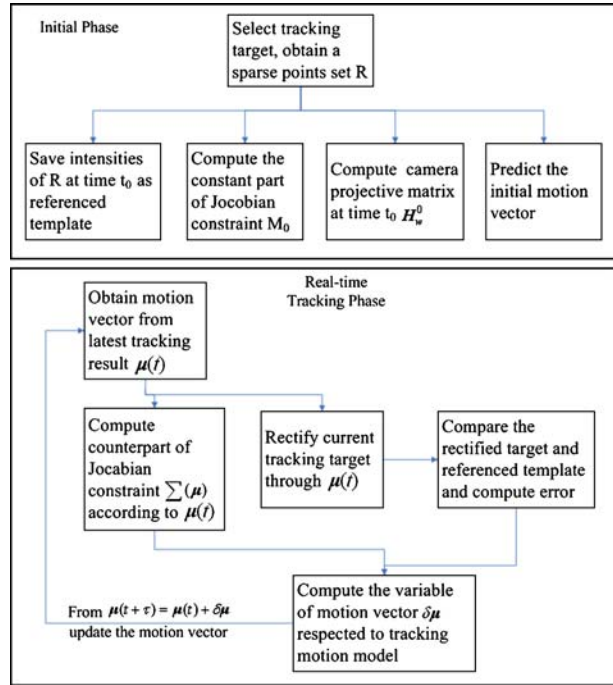 Initial Phase
Select tracking
target, obtain a
sparse points set R
Save intensities
of R at time t₀ as
referenced
template
Compute the
constant part
of Jocobian
constraint M₀
Compute camera
projective matrix
at time t₀ H⁰w
Predict the
initial motion
vector
Real-time
Tracking Phase
Obtain motion
vector from
latest tracking
result μ(t)
Compute
counterpart of
Jocabian
constraint ∑(μ)
according to μ(t)
Rectify current
tracking target
through μ(t)
Compare the
rectified target and
referenced template
and compute error
Compute the variable
of motion vector δμ
respected to tracking
motion model
From μ(t + τ) = μ(t) + δμ
update the motion vector